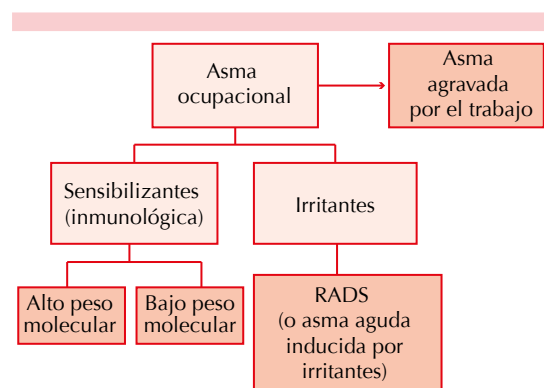 Asma
ocupacional
Asma
agravada
por el trabajo
Sensibilizantes
(inmunológica)
Irritantes
Alto peso
molecular
Bajo peso
molecular
RADS
(o asma aguda
inducida por
irritantes)